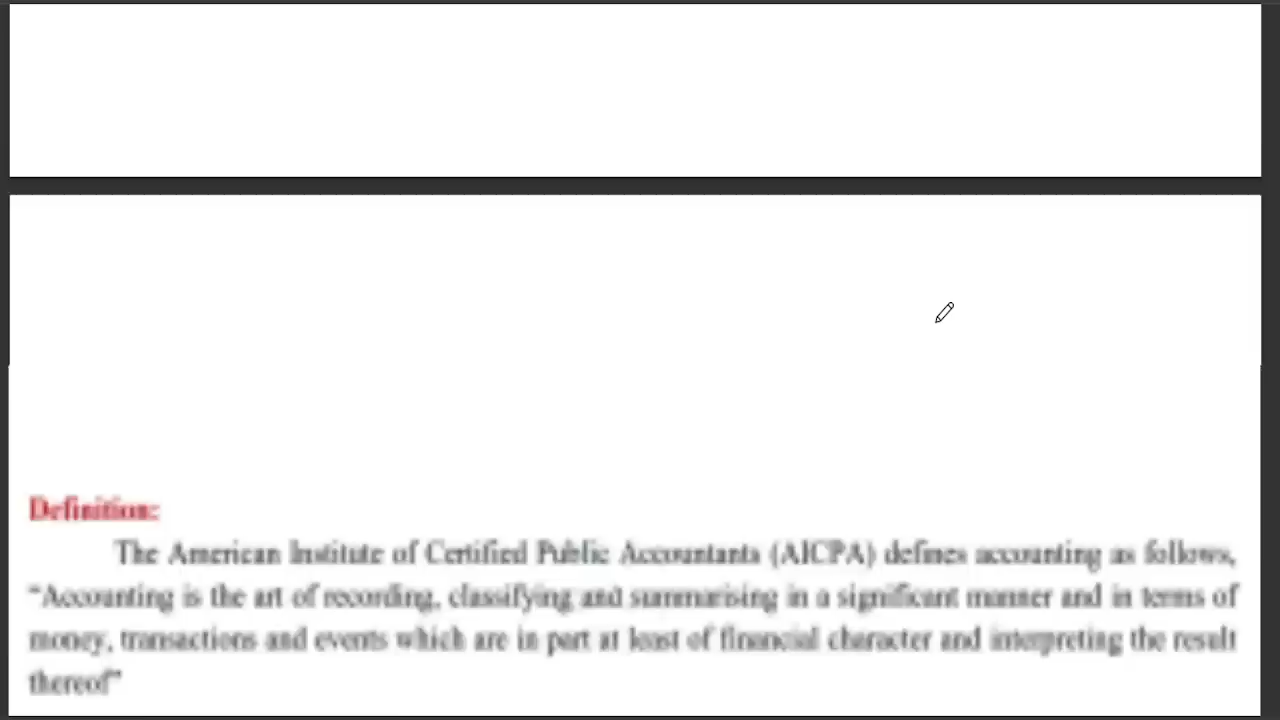 Definition:
The American Institute of Certified Public Accountants (AICPA) defines accounting as follows,
"Accounting is the art of recording, classifying and summarising in a significant manner and in terms of
money, transactions and events which are in part at least of financial character and interpreting the result
thereof"